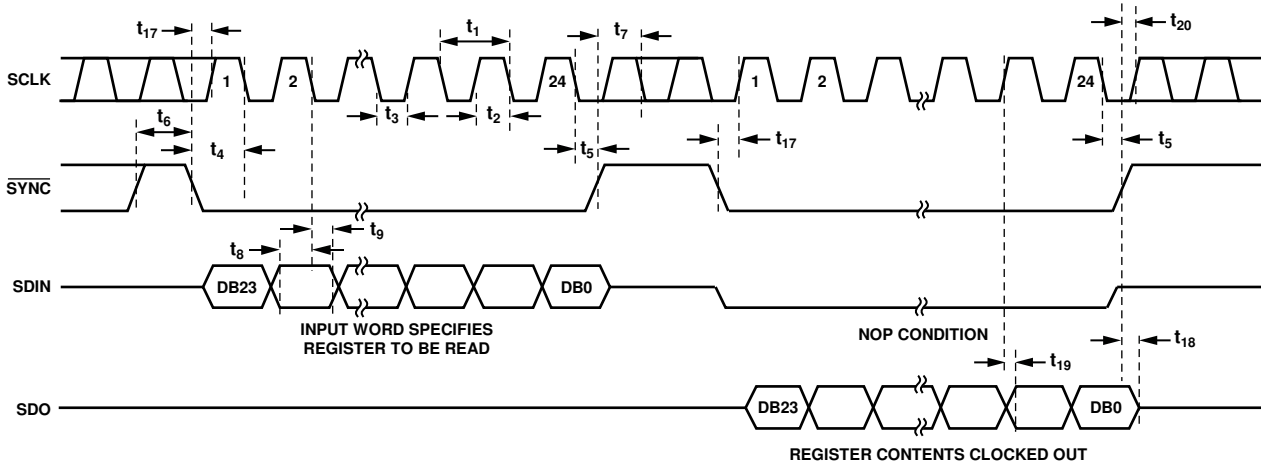 t17
t1
t7
t20
SCLK
1
2
24
1
2
24
t3
t2
t6
t4
t5
t17
t5
SYNC
t8
t9
SDIN
DB23
DB0
INPUT WORD SPECIFIES
REGISTER TO BE READ
NOP CONDITION
t18
t19
SDO
DB23
DB0
REGISTER CONTENTS CLOCKED OUT